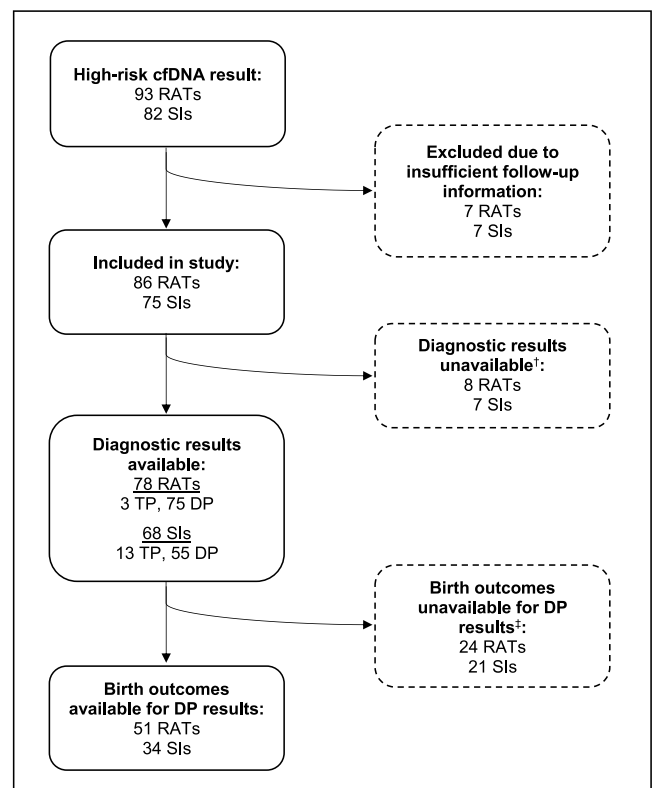 High-risk cfDNA result:
93 RATs
82 SIs
Excluded due to
insufficient follow-up
information:
7 RATs
7 SIs
Included in study:
86 RATs
75 SIs
Diagnostic results
unavailable†:
8 RATs
7 SIs
Diagnostic results
available:
78 RATs
3 TP, 75 DP
68 SIs
13 TP, 55 DP
Birth outcomes
unavailable for DP
results‡:
24 RATs
21 SIs
Birth outcomes
available for DP results:
51 RATs
34 SIs